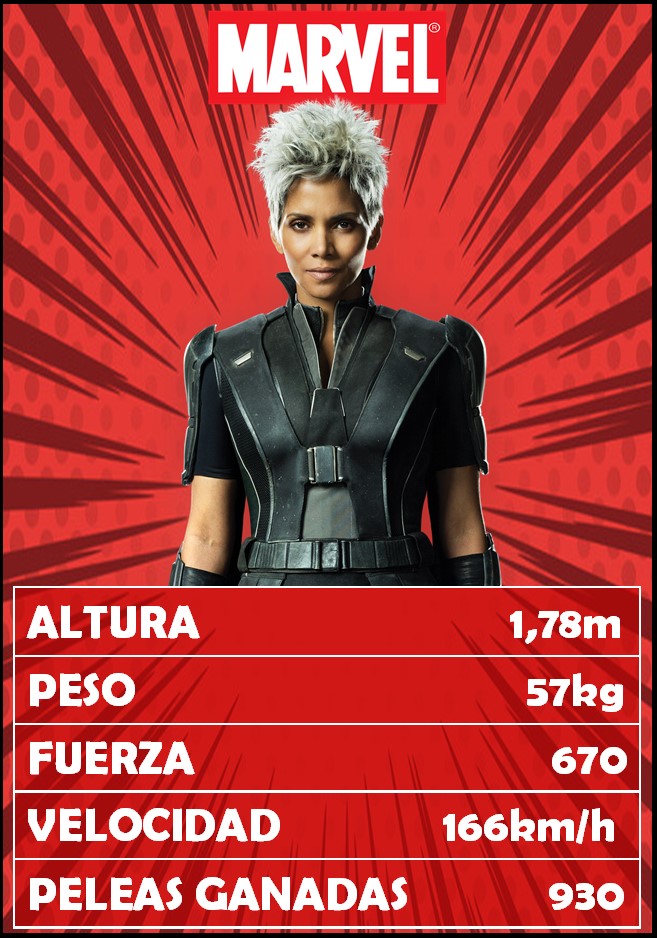 MARVEL®
ALTURA 1,78m
PESO 57kg
FUERZA 670
VELOCIDAD 166km/h
PELEAS GANADAS 930